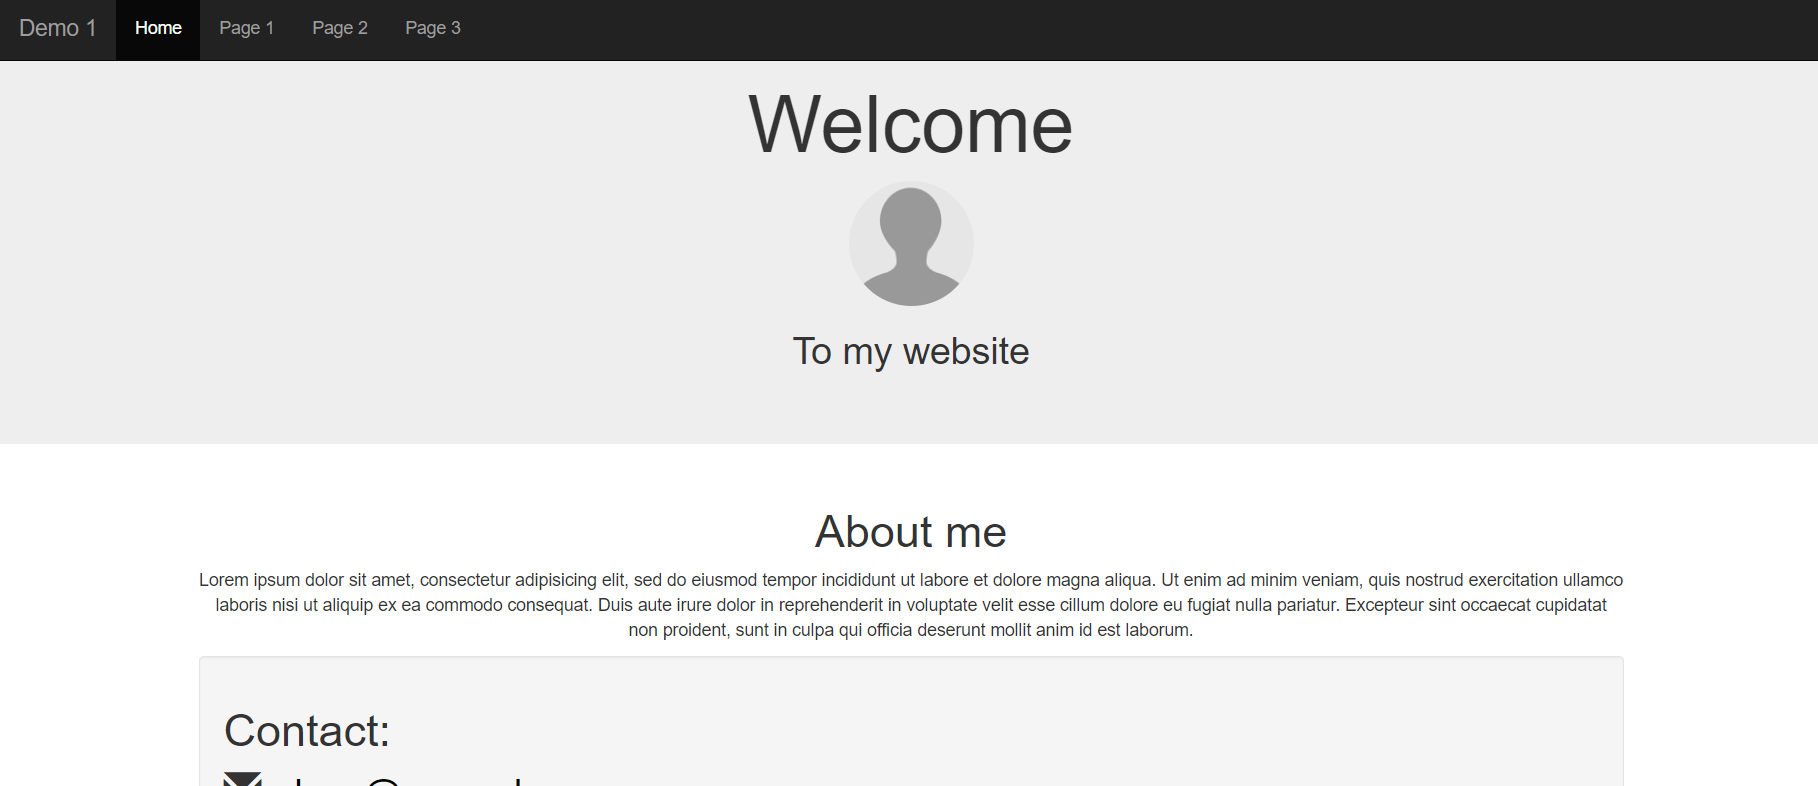 Demo 1 Home Page 1 Page 2 Page 3
Welcome
To my website
About me
Lorem ipsum dolor sit amet, consectetur adipisicing elit, sed do eiusmod tempor incididunt ut labore et dolore magna aliqua. Ut enim ad minim veniam, quis nostrud exercitation ullamco
laboris nisi ut aliquip ex ea commodo consequat. Duis aute irure dolor in reprehenderit in voluptate velit esse cillum dolore eu fugiat nulla pariatur. Excepteur sint occaecat cupidatat
non proident, sunt in culpa qui officia deserunt mollit anim id est laborum.
Contact: